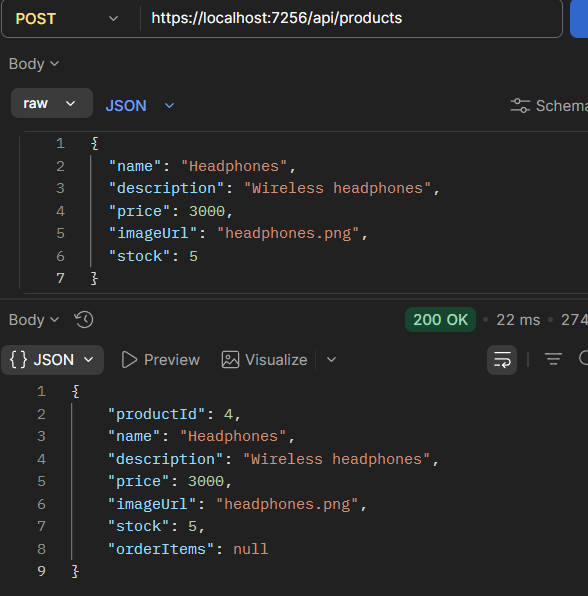 POST https://localhost:7256/api/products
Body
raw JSON Schema
1 {
2 "name": "Headphones",
3 "description": "Wireless headphones",
4 "price": 3000,
5 "imageUrl": "headphones.png",
6 "stock": 5
7 }
Body 200 OK • 22 ms • 274
{} JSON Preview Visualize
1 {
2 "productId": 4,
3 "name": "Headphones",
4 "description": "Wireless headphones",
5 "price": 3000,
6 "imageUrl": "headphones.png",
7 "stock": 5,
8 "orderItems": null
9 }